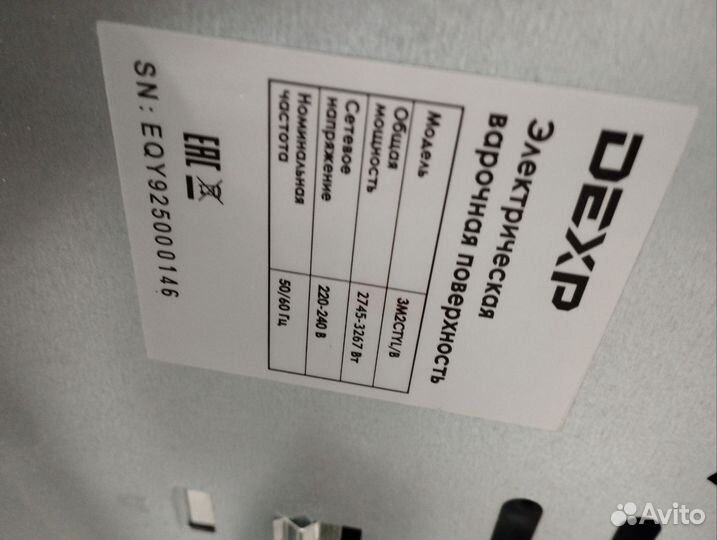 DEXP
Электрическая
варочная поверхность
Модель 3M2CTYL/B
Общая
мощность 2745-3267 Вт
Сетевое
напряжение 220-240 В
Номинальная
частота 50/60 Гц
EAC
SN: EQY925000146
Avito